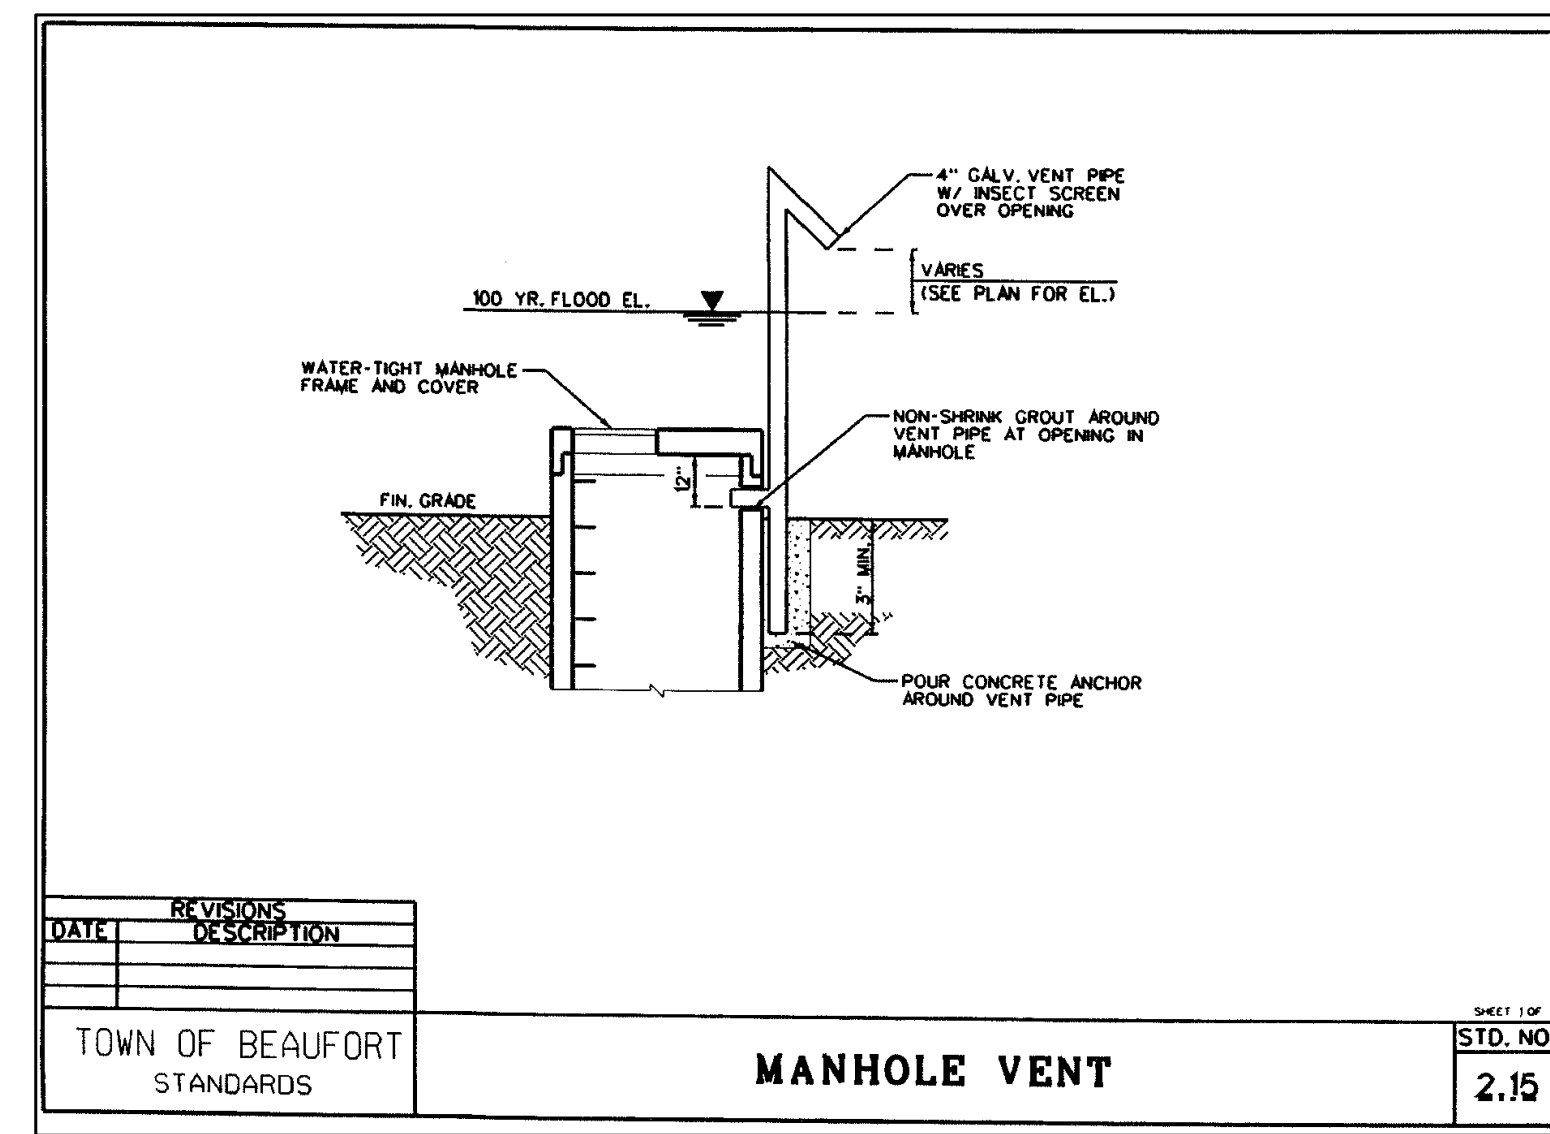 4" GALV. VENT PIPE
W/ INSECT SCREEN
OVER OPENING
VARIES
(SEE PLAN FOR EL.)
100 YR. FLOOD EL.
WATER-TIGHT MANHOLE
FRAME AND COVER
NON-SHRINK GROUT AROUND
VENT PIPE AT OPENING IN
MANHOLE
12"
FIN. GRADE
3" MIN.
POUR CONCRETE ANCHOR
AROUND VENT PIPE
REVISIONS
DATE DESCRIPTION
TOWN OF BEAUFORT
STANDARDS
MANHOLE VENT
SHEET 1 OF
STD. NO
2.15